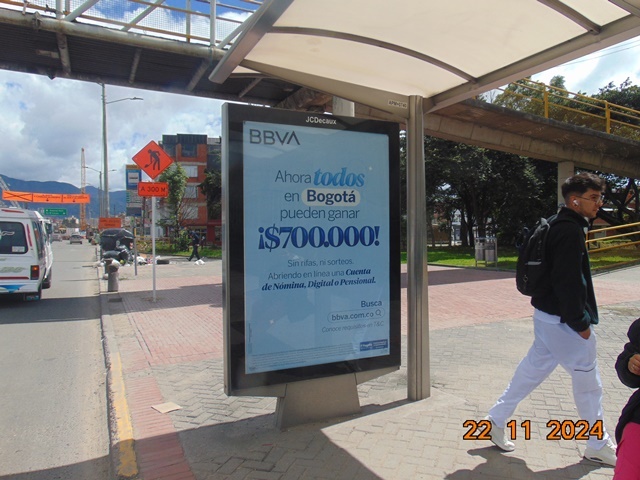 JCDecaux
BBVA
Ahora todos
en Bogotá
pueden ganar
¡$700.000!
Sin rifas, ni sorteos.
Abriendo en línea una Cuenta
de Nómina, Digital o Pensional.
Busca
bbva.com.co
A 300 M
22 11 2024